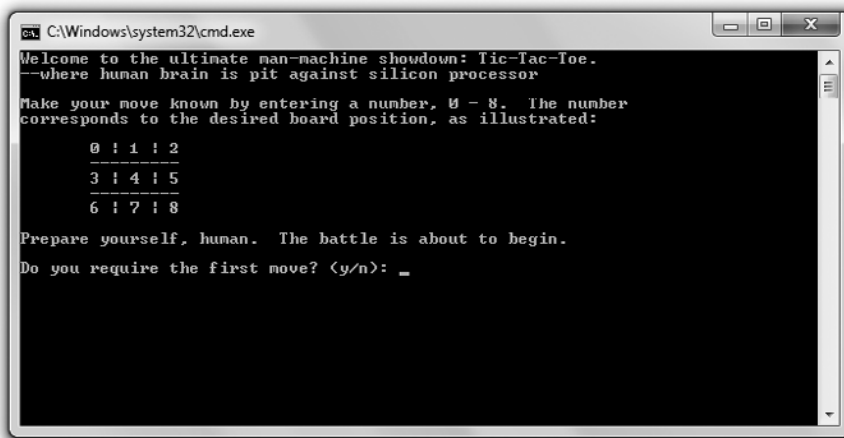 C:\Windows\system32\cmd.exe
Welcome to the ultimate man-machine showdown: Tic-Tac-Toe.
--where human brain is pit against silicon processor
Make your move known by entering a number, 0 - 8.  The number
corresponds to the desired board position, as illustrated:
0 | 1 | 2
---------
3 | 4 | 5
---------
6 | 7 | 8
Prepare yourself, human.  The battle is about to begin.
Do you require the first move? (y/n): _